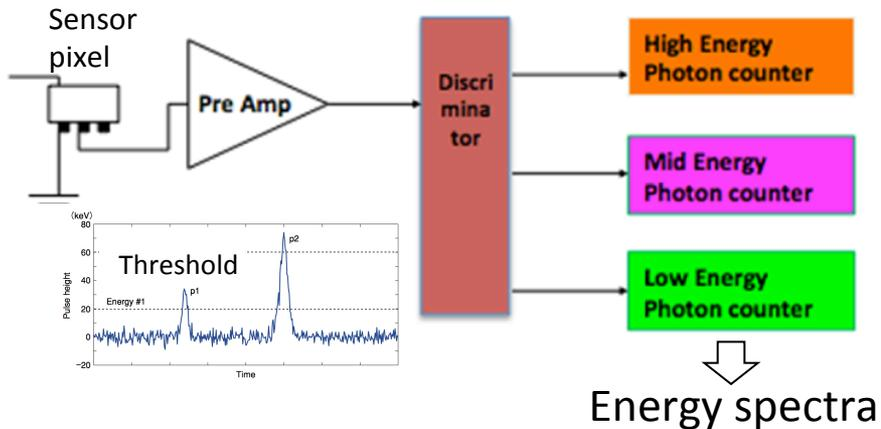 Sensor
pixel
Pre Amp
Discri
mina
tor
High Energy
Photon counter
Mid Energy
Photon counter
Low Energy
Photon counter
(keV)
80
60
40
20
0
−20
Pulse height
Threshold
Energy #1
p1
p2
Time
Energy spectra